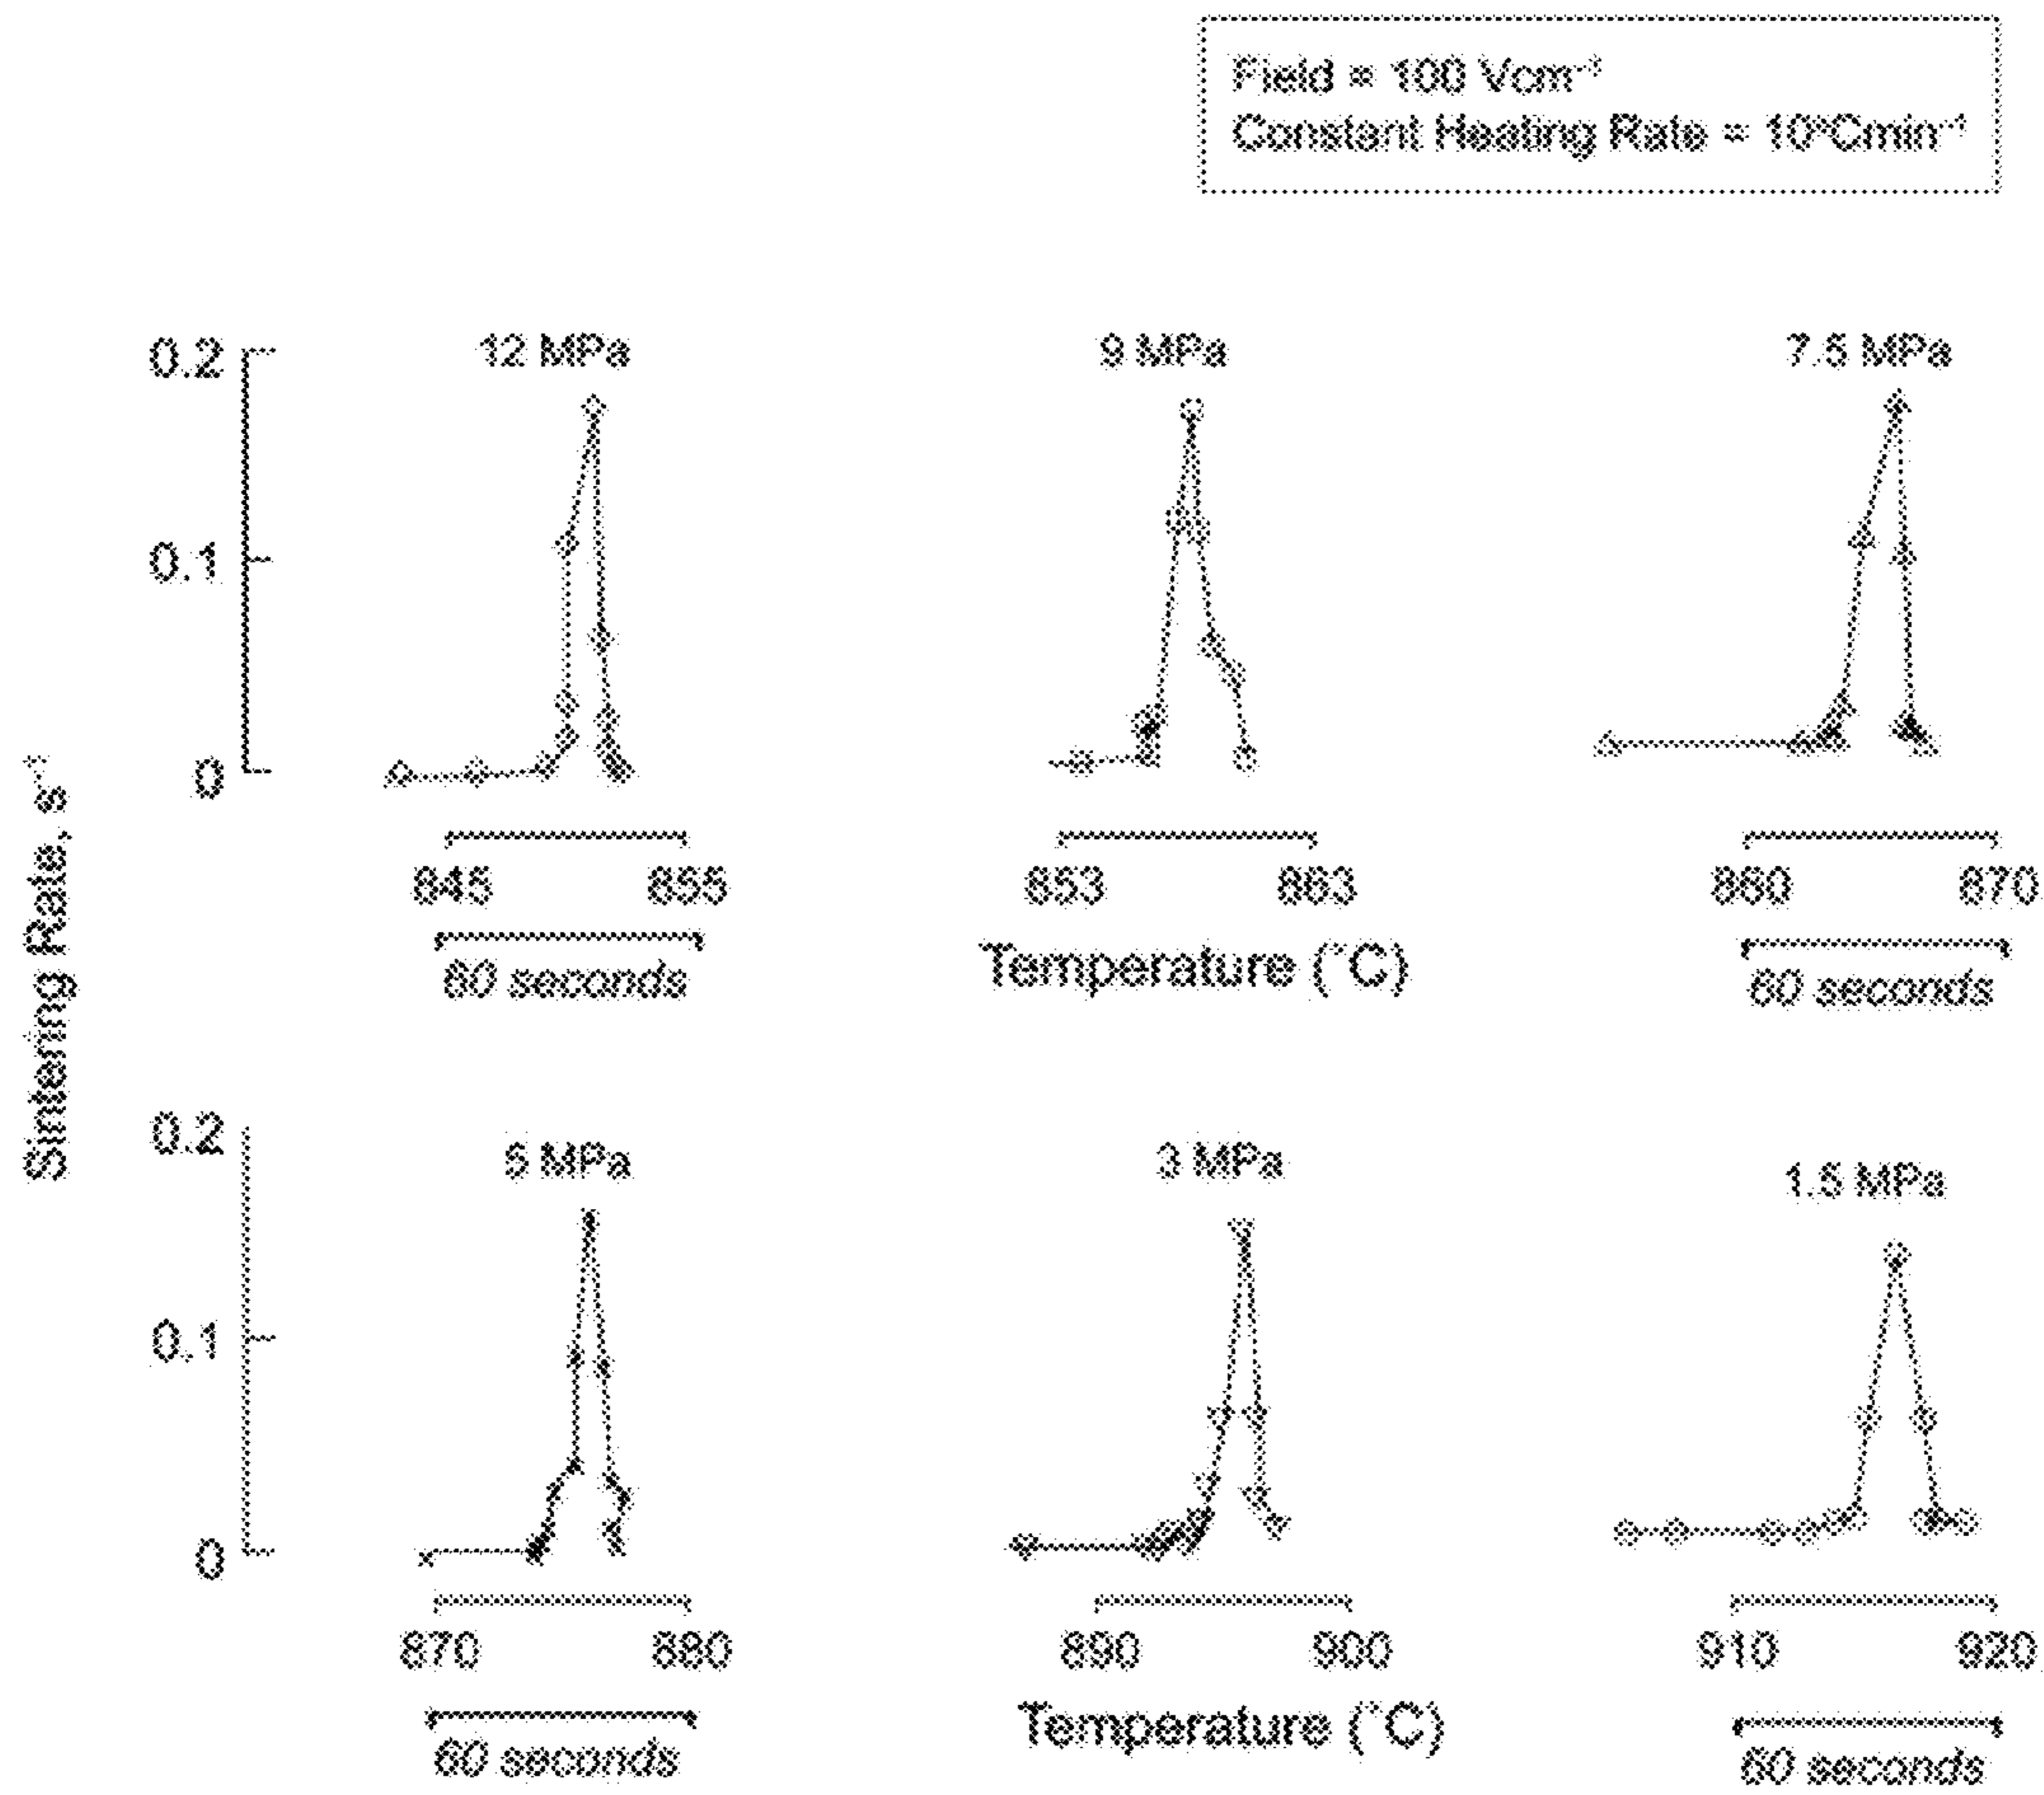 Field = 100 Vcm⁻¹
Constant Heating Rate = 10°Cmin⁻¹
Sintering Rate, s⁻¹
12 MPa
9 MPa
7.5 MPa
0.2
0.1
0
845
855
853
863
860
870
60 seconds
Temperature (°C)
60 seconds
5 MPa
3 MPa
1.5 MPa
0.2
0.1
0
870
880
890
900
910
920
60 seconds
Temperature (°C)
60 seconds